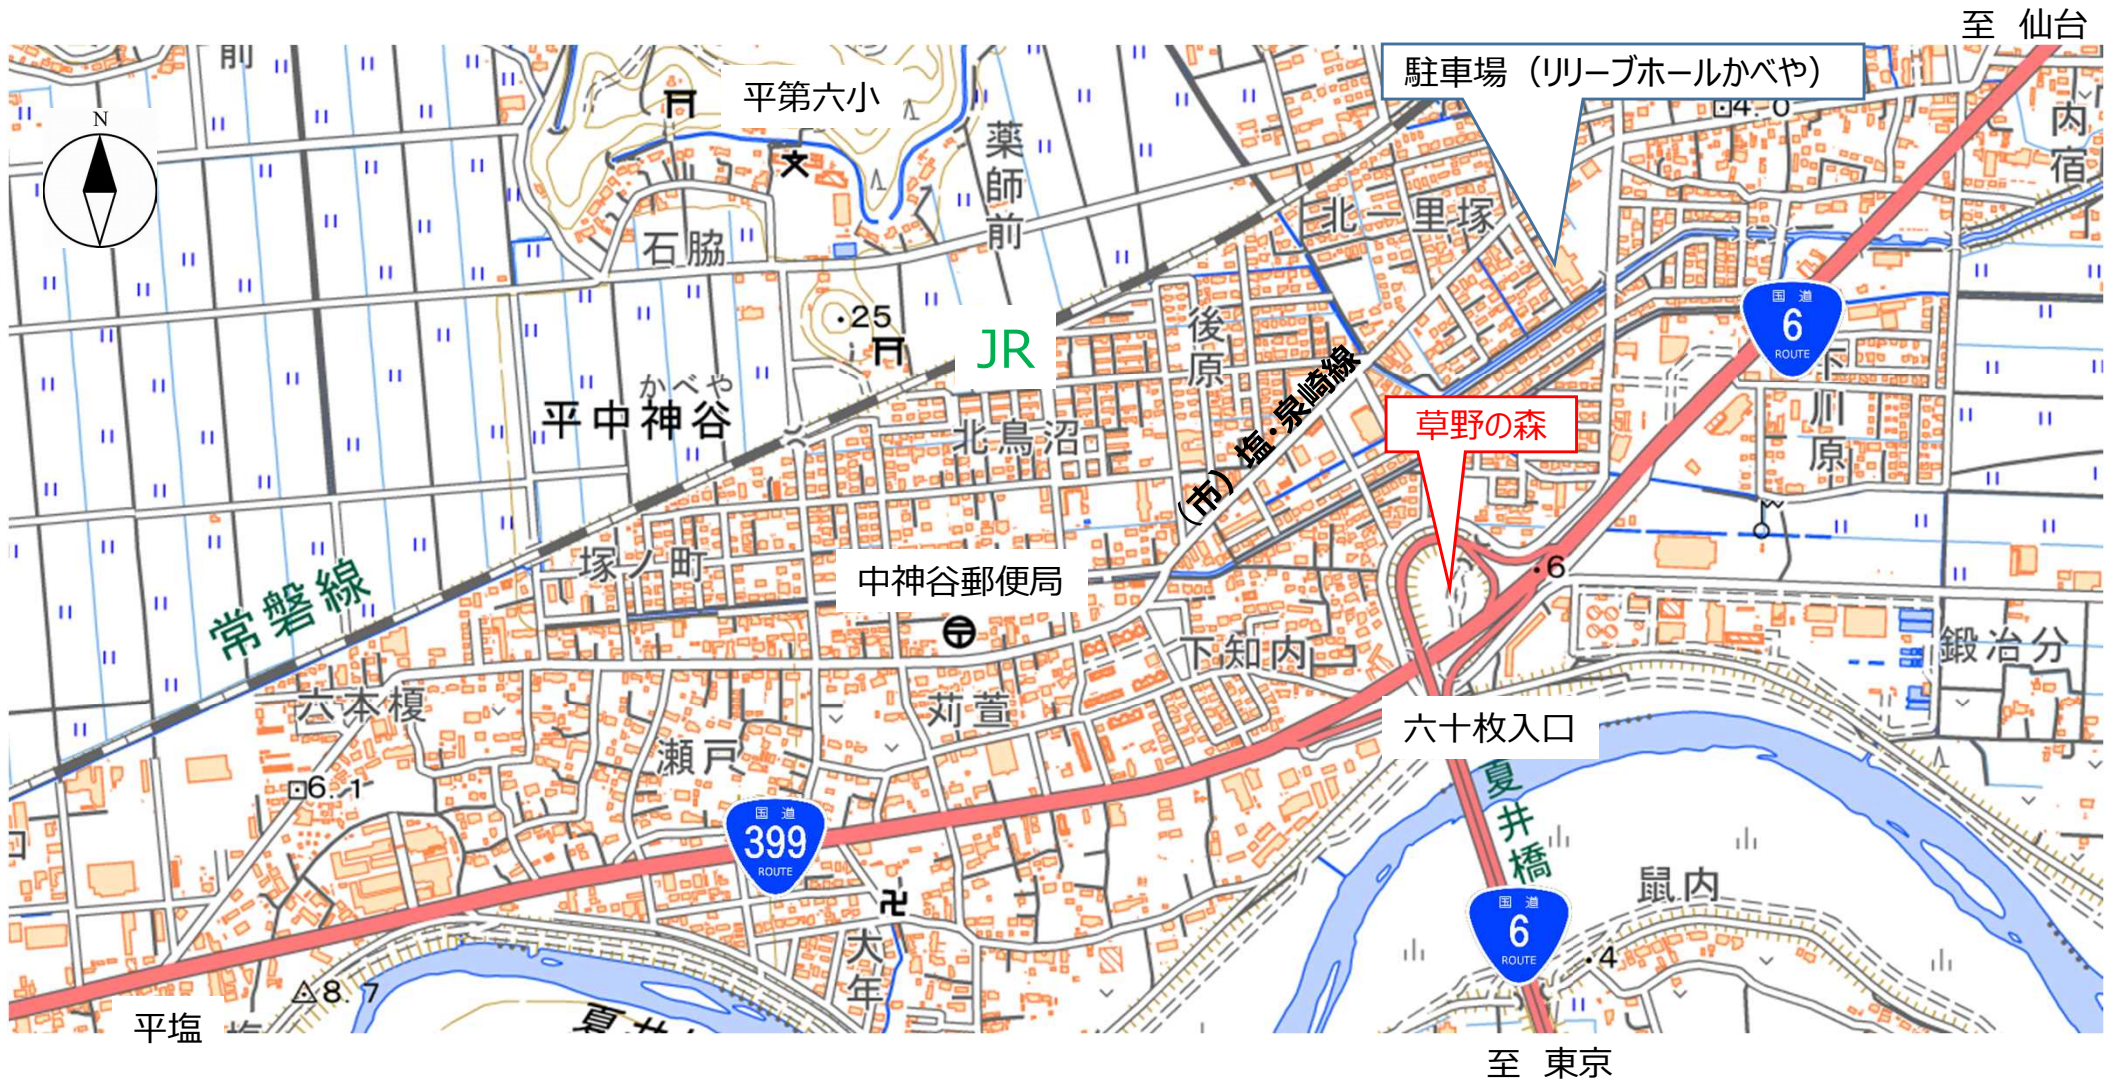 至 仙台
前
駐車場（リリーブホールかべや）
平第六小
4.0
内宿
N
薬師前
北一里塚
石脇
25
後原
国道
6
ROUTE
JR
下川原
かべや
平中神谷
草野の森
北鳥沼
（市）塩・泉崎線
常磐線
塚ノ町
中神谷郵便局
6
下知内
鍛冶分
六本榎
苅萱
六十枚入口
瀬戸
6.1
夏井橋
国道
399
ROUTE
鼠内
国道
6
ROUTE
大年
4
8.7
平塩
至 東京